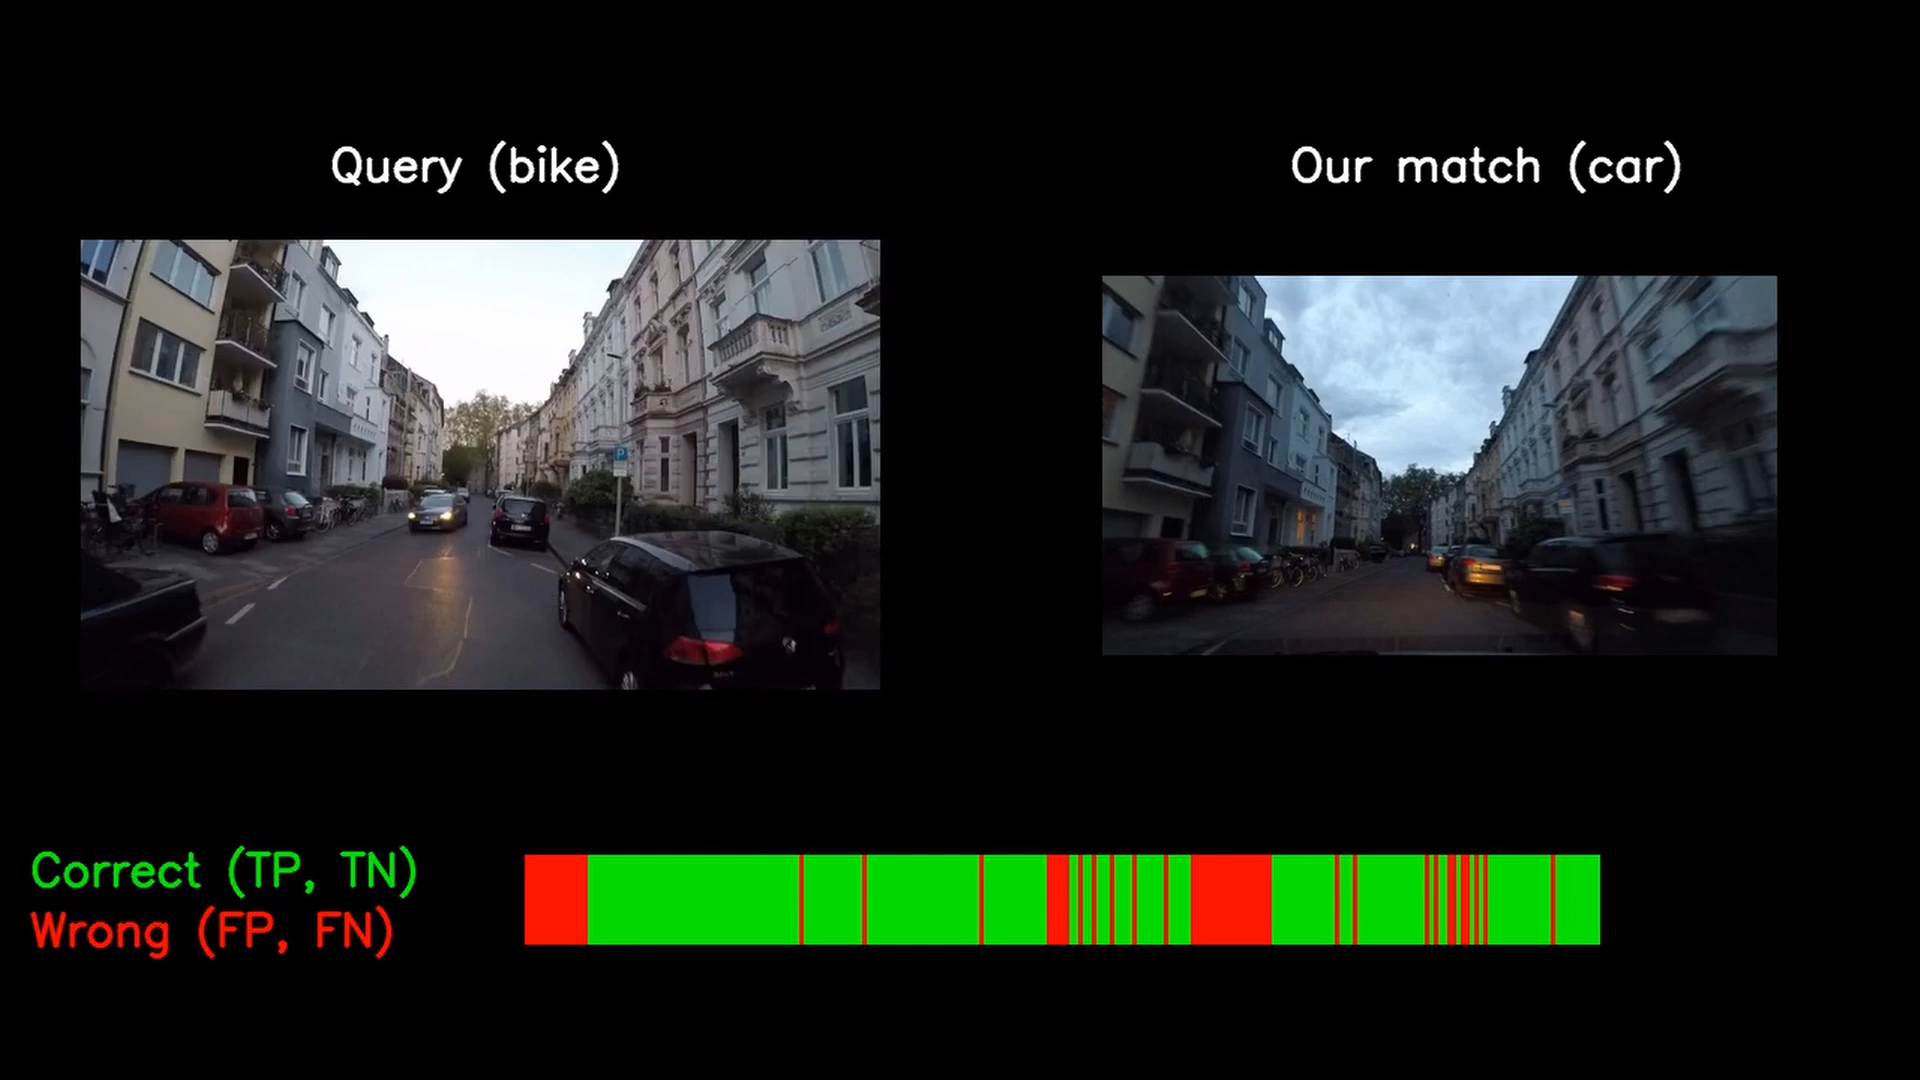 Query (bike)
Our match (car)
P
Correct (TP, TN)
Wrong (FP, FN)